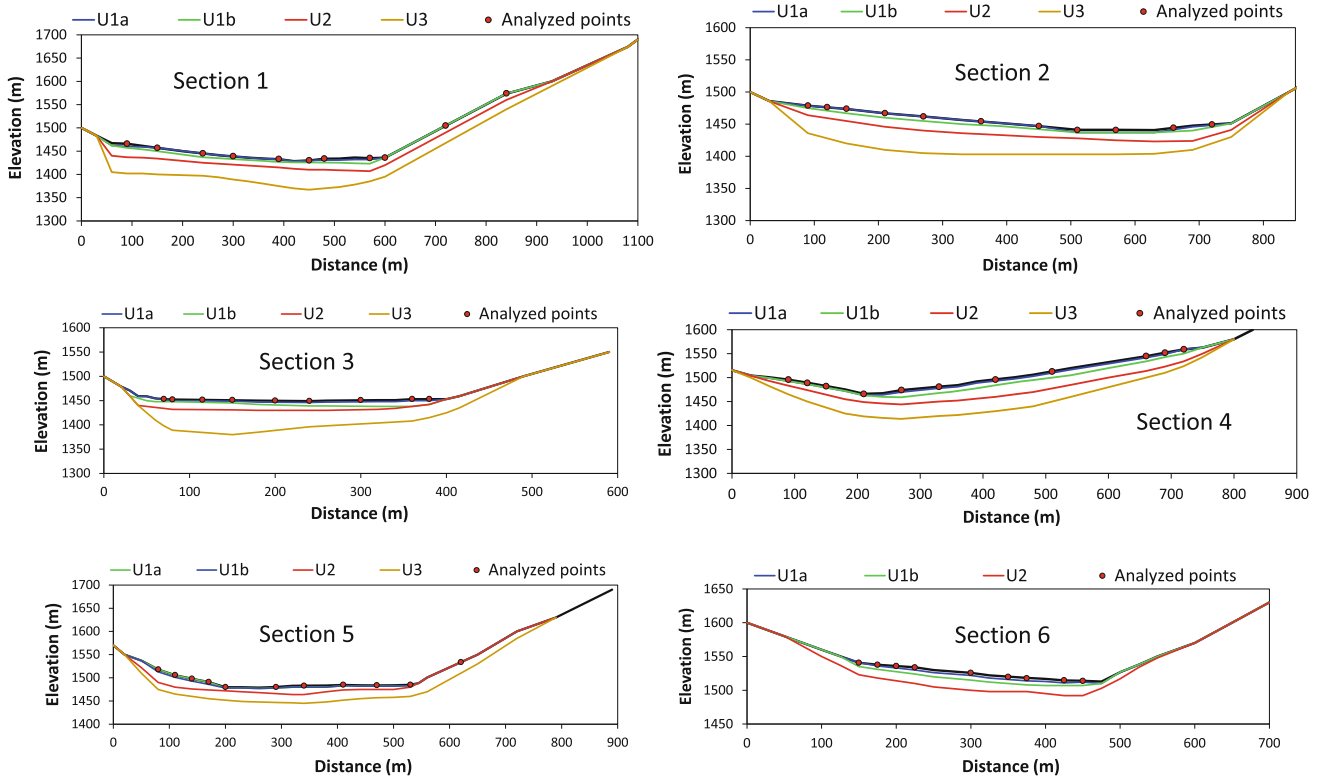 U1a U1b U2 U3 Analyzed points
1700
1600
1500
1400
1300
Elevation (m)
Section 1
0 100 200 300 400 500 600 700 800 900 1000 1100
Distance (m)
U1a U1b U2 U3 Analyzed points
1600
1550
1500
1450
1400
1350
1300
Elevation (m)
Section 2
0 100 200 300 400 500 600 700 800
Distance (m)
U1a U1b U2 U3 Analyzed points
1600
1550
1500
1450
1400
1350
1300
Elevation (m)
Section 3
0 100 200 300 400 500 600
Distance (m)
U1a U1b U2 U3 Analyzed points
1600
1550
1500
1450
1400
1350
1300
Elevation (m)
Section 4
0 100 200 300 400 500 600 700 800 900
Distance (m)
U1a U1b U2 U3 Analyzed points
1700
1650
1600
1550
1500
1450
1400
Elevation (m)
Section 5
0 100 200 300 400 500 600 700 800 900
Distance (m)
U1a U1b U2 Analyzed points
1650
1600
1550
1500
1450
Elevation (m)
Section 6
0 100 200 300 400 500 600 700
Distance (m)